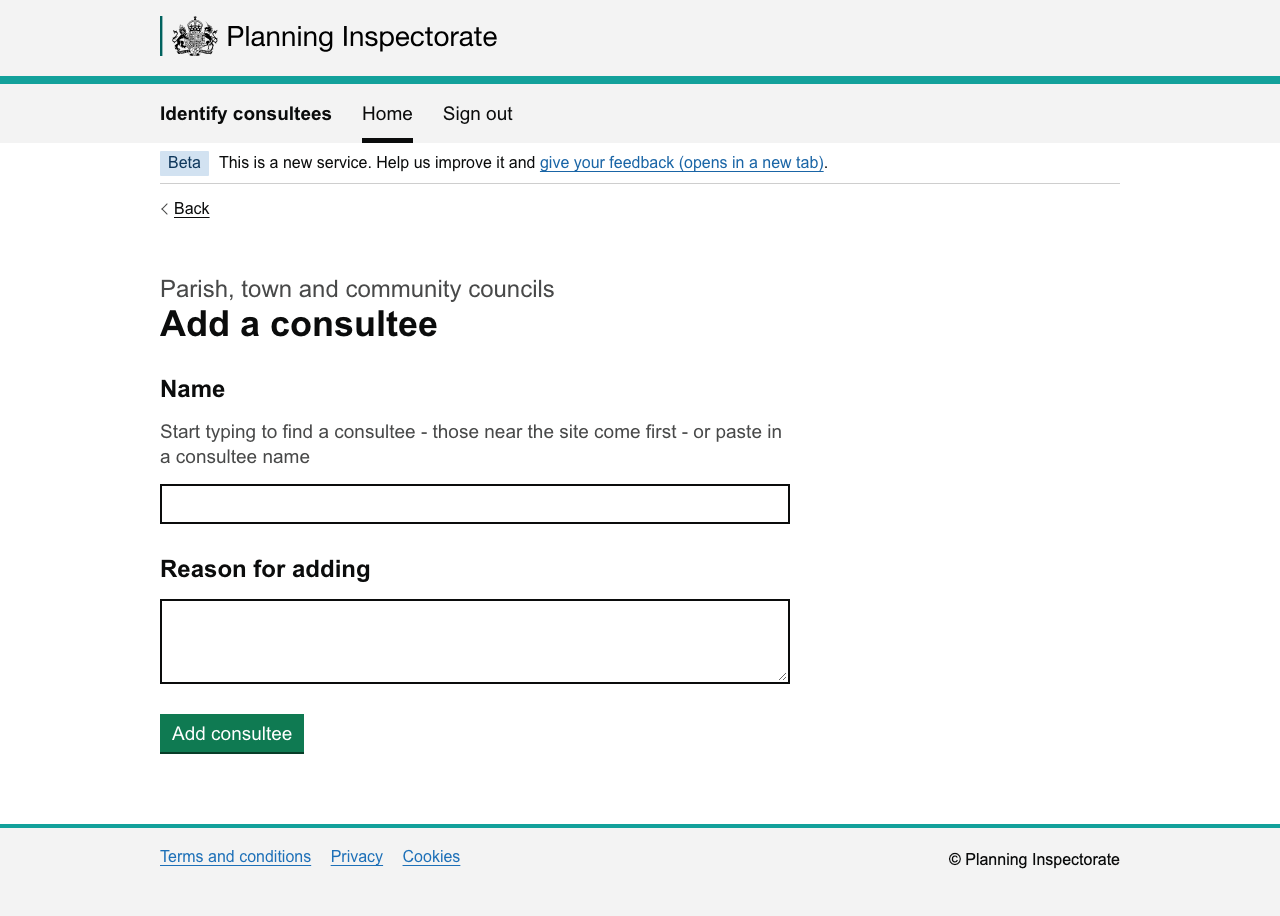 Planning Inspectorate
Identify consultees Home Sign out
Beta This is a new service. Help us improve it and give your feedback (opens in a new tab).
Back
Parish, town and community councils
Add a consultee
Name
Start typing to find a consultee - those near the site come first - or paste in
a consultee name
Reason for adding
Add consultee
Terms and conditions Privacy Cookies © Planning Inspectorate